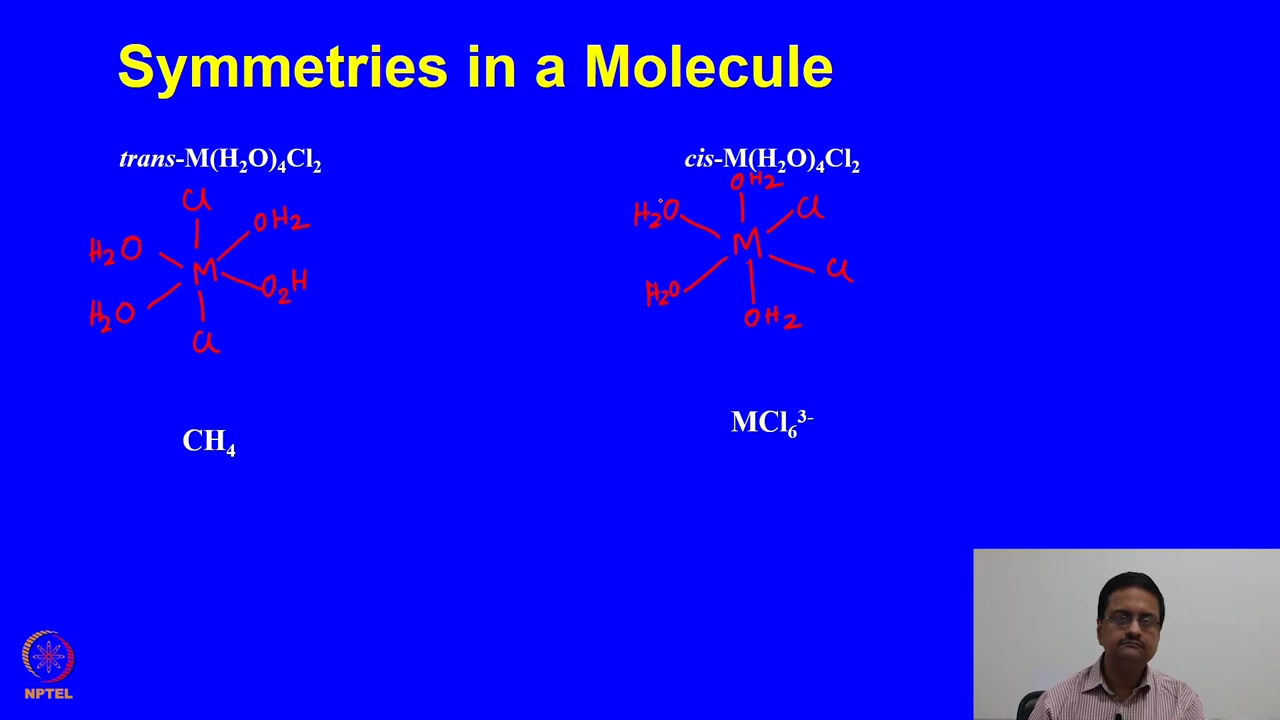 Symmetries in a Molecule
trans-M(H₂O)₄Cl₂
Cl
OH₂
H₂O
M
O₂H
H₂O
Cl
cis-M(H₂O)₄Cl₂
OH₂
H₂O
Cl
M
Cl
H₂O
OH₂
CH₄
MCl₆³⁻
NPTEL